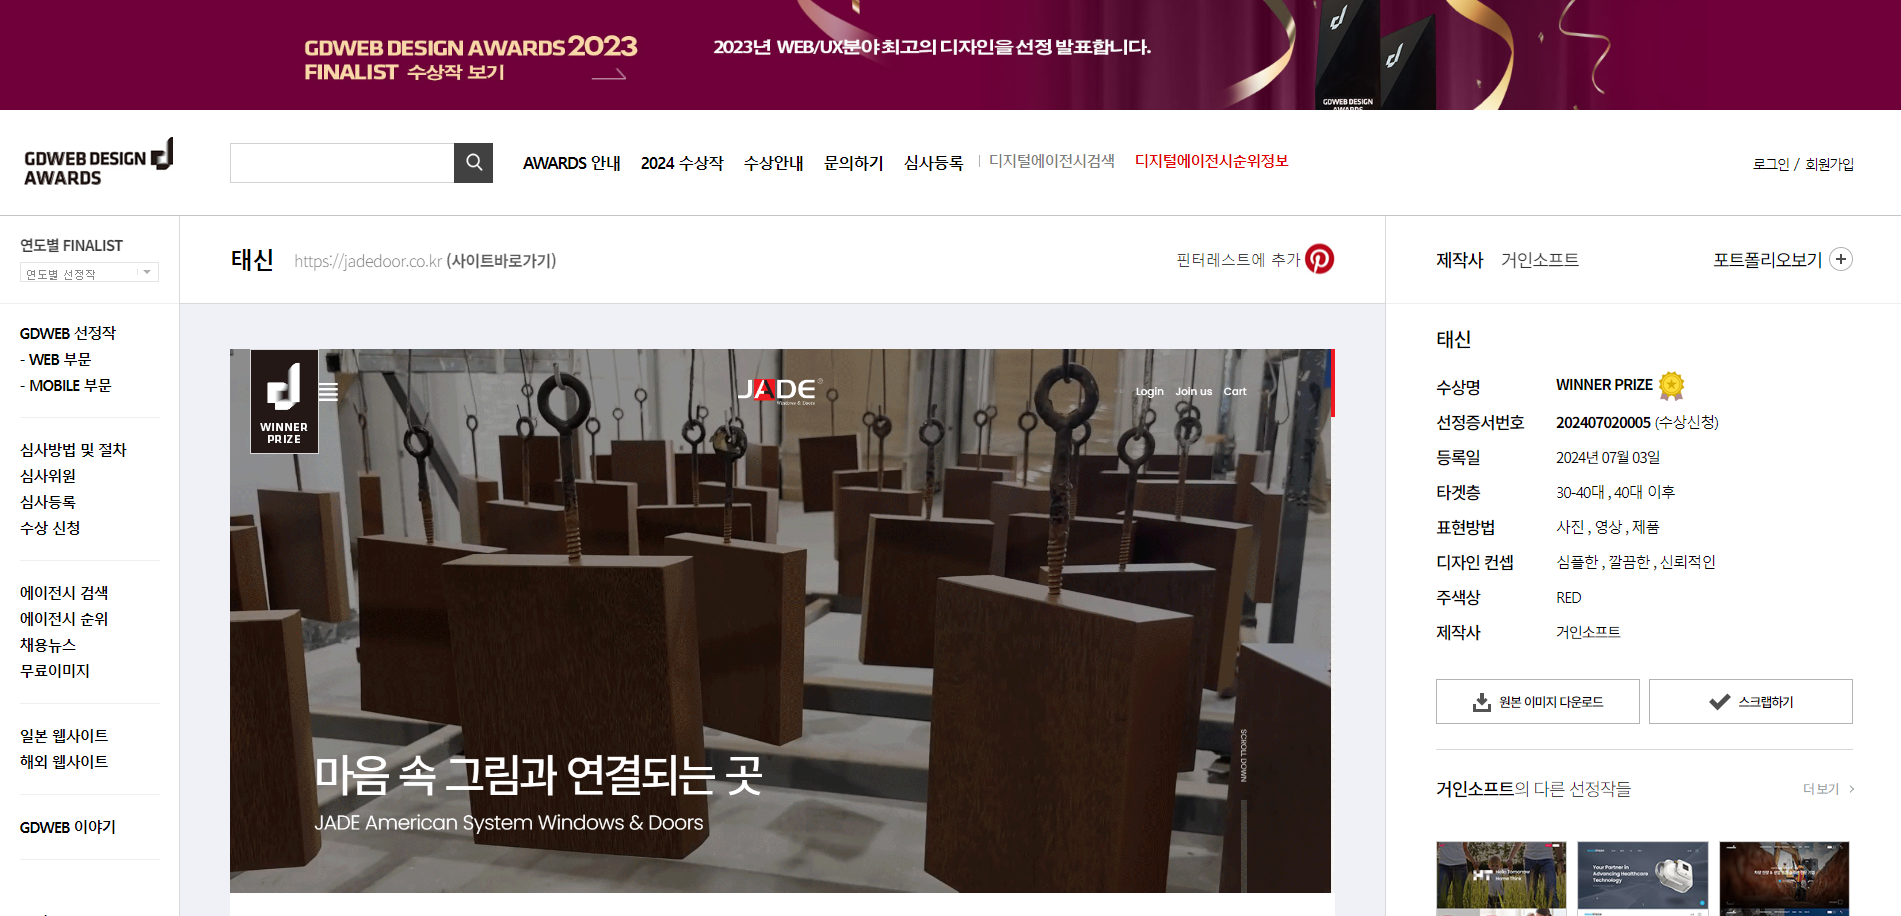 GDWEB DESIGN AWARDS 2023
FINALIST 수상작 보기
2023년 WEB/UX분야 최고의 디자인을 선정 발표합니다.
GDWEB DESIGN
AWARDS
GDWEB DESIGN
AWARDS
AWARDS 안내
2024 수상작
수상안내
문의하기
심사등록
디지털에이전시검색
디지털에이전시순위정보
로그인 / 회원가입
연도별 FINALIST
연도별 선정작
GDWEB 선정작
- WEB 부문
- MOBILE 부문
심사방법 및 절차
심사위원
심사등록
수상 신청
에이전시 검색
에이전시 순위
채용뉴스
무료이미지
일본 웹사이트
해외 웹사이트
GDWEB 이야기
태신 https://jadedoor.co.kr (사이트바로가기)
핀터레스트에 추가
WINNER
PRIZE
JADE
Windows & Doors
Login Join us Cart
마음 속 그림과 연결되는 곳
JADE American System Windows & Doors
SCROLL DOWN
제작사 거인소프트
포트폴리오보기
태신
수상명 WINNER PRIZE
선정증서번호 202407020005 (수상신청)
등록일 2024년 07월 03일
타겟층 30-40대 , 40대 이후
표현방법 사진 , 영상 , 제품
디자인 컨셉 심플한 , 깔끔한 , 신뢰적인
주색상 RED
제작사 거인소프트
원본 이미지 다운로드
스크랩하기
거인소프트의 다른 선정작들
더 보기
HT Hello Tomorrow
Home Think
Your Partner in
Advancing Healthcare
Technology